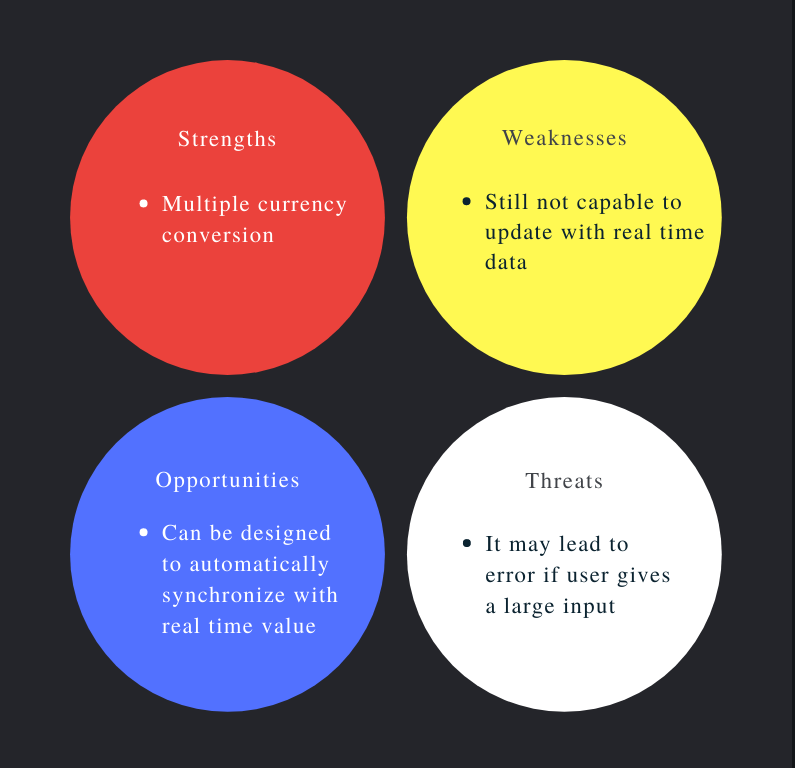 Strengths
• Multiple currency
conversion
Weaknesses
• Still not capable to
update with real time
data
Opportunities
• Can be designed
to automatically
synchronize with
real time value
Threats
• It may lead to
error if user gives
a large input